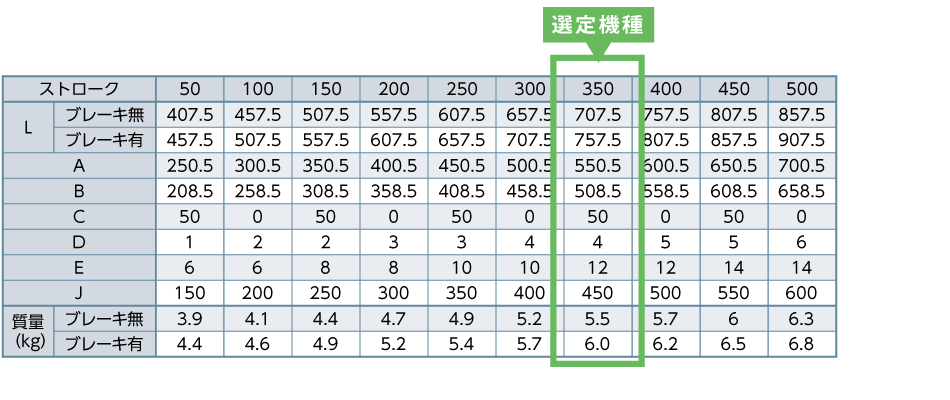 選定機種
ストローク 50 100 150 200 250 300 350 400 450 500
L ブレーキ無 407.5 457.5 507.5 557.5 607.5 657.5 707.5 757.5 807.5 857.5
ブレーキ有 457.5 507.5 557.5 607.5 657.5 707.5 757.5 807.5 857.5 907.5
A 250.5 300.5 350.5 400.5 450.5 500.5 550.5 600.5 650.5 700.5
B 208.5 258.5 308.5 358.5 408.5 458.5 508.5 558.5 608.5 658.5
C 50 0 50 0 50 0 50 0 50 0
D 1 2 2 3 3 4 4 5 5 6
E 6 6 8 8 10 10 12 12 14 14
J 150 200 250 300 350 400 450 500 550 600
質量 ブレーキ無 3.9 4.1 4.4 4.7 4.9 5.2 5.5 5.7 6 6.3
(kg) ブレーキ有 4.4 4.6 4.9 5.2 5.4 5.7 6.0 6.2 6.5 6.8